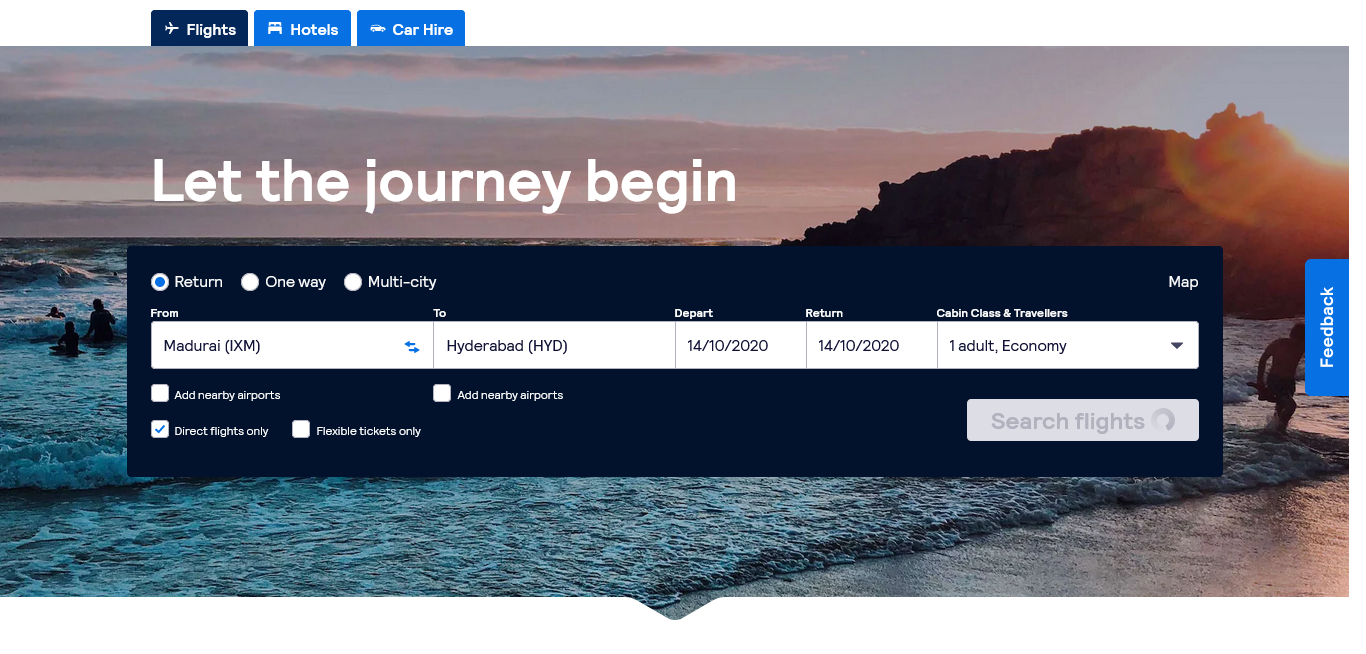 Flights Hotels Car Hire
Let the journey begin
Return One way Multi-city Map
From To Depart Return Cabin Class & Travellers
Madurai (IXM) Hyderabad (HYD) 14/10/2020 14/10/2020 1 adult, Economy
Add nearby airports Add nearby airports
Direct flights only Flexible tickets only
Search flights
Feedback